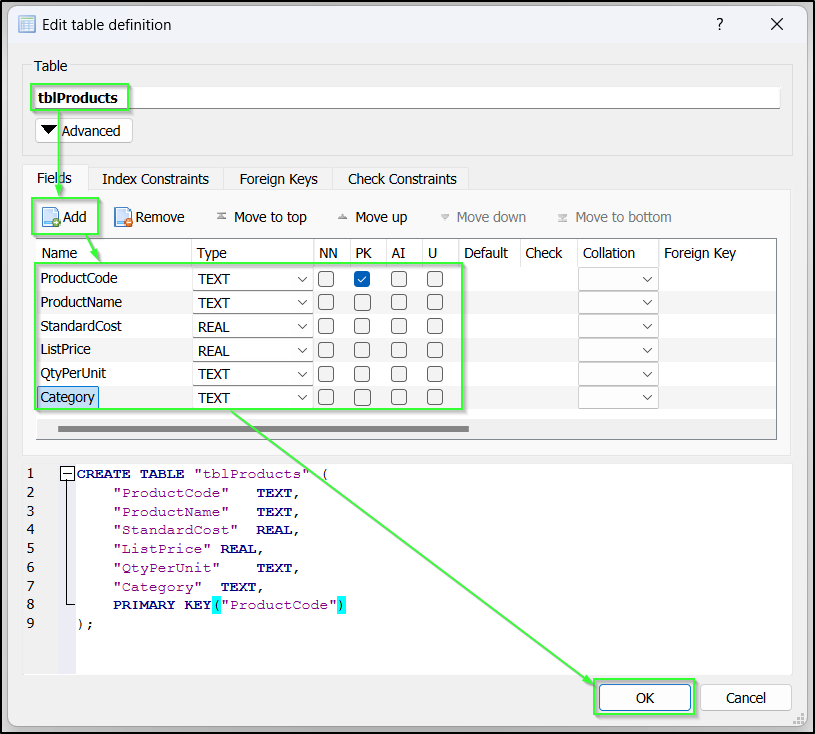 Edit table definition ?
Table
tblProducts
Advanced
Fields Index Constraints Foreign Keys Check Constraints
Add Remove Move to top Move up Move down Move to bottom
Name Type NN PK AI U Default Check Collation Foreign Key
ProductCode TEXT
ProductName TEXT
StandardCost REAL
ListPrice REAL
QtyPerUnit TEXT
Category TEXT
1 CREATE TABLE "tblProducts" (
2 "ProductCode" TEXT,
3 "ProductName" TEXT,
4 "StandardCost" REAL,
5 "ListPrice" REAL,
6 "QtyPerUnit" TEXT,
7 "Category" TEXT,
8 PRIMARY KEY("ProductCode")
9 );
OK Cancel